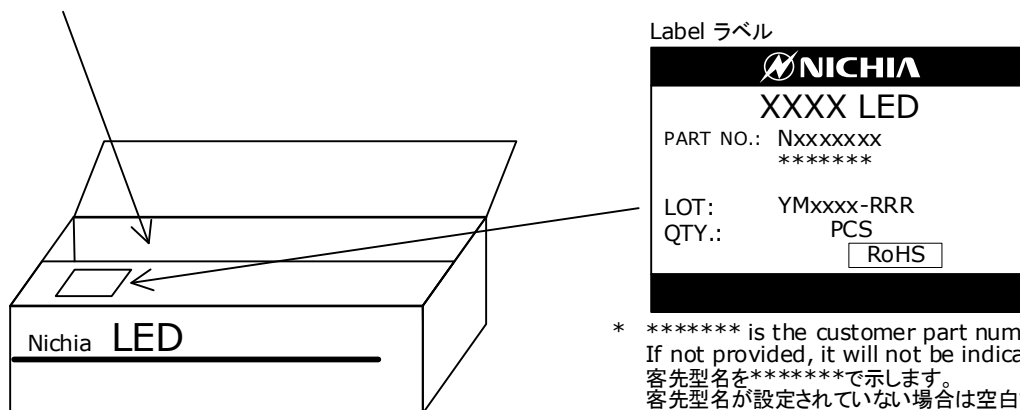 Label ラベル
NICHIA
XXXX LED
PART NO.: Nxxxxxxx
*******
LOT: YMxxxx-RRR
QTY.: PCS
RoHS
Nichia LED
* ******* is the customer part
If not provided, it will not be
客先型名を*******で示します。
客先型名が設定されていない場合は空白